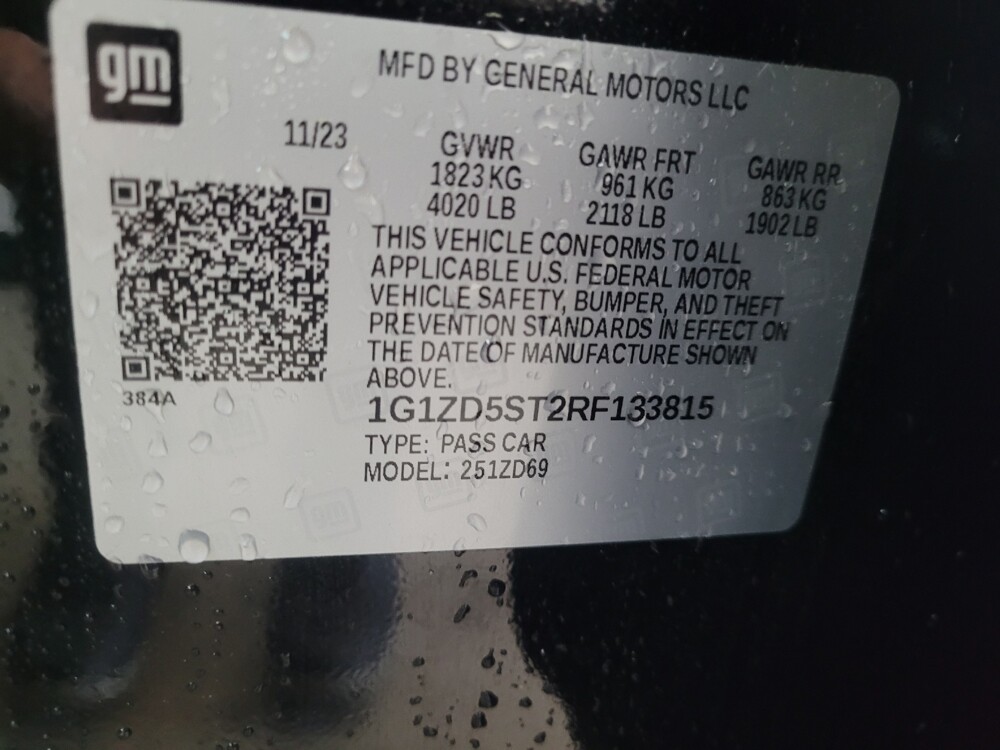 gm
MFD BY GENERAL MOTORS LLC
11/23
GVWR
1823 KG
4020 LB
GAWR FRT
961 KG
2118 LB
GAWR RR
863 KG
1902 LB
THIS VEHICLE CONFORMS TO ALL
APPLICABLE U.S. FEDERAL MOTOR
VEHICLE SAFETY, BUMPER, AND THEFT
PREVENTION STANDARDS IN EFFECT ON
THE DATE OF MANUFACTURE SHOWN
ABOVE.
384A
1G1ZD5ST2RF133815
TYPE: PASS CAR
MODEL: 251ZD69